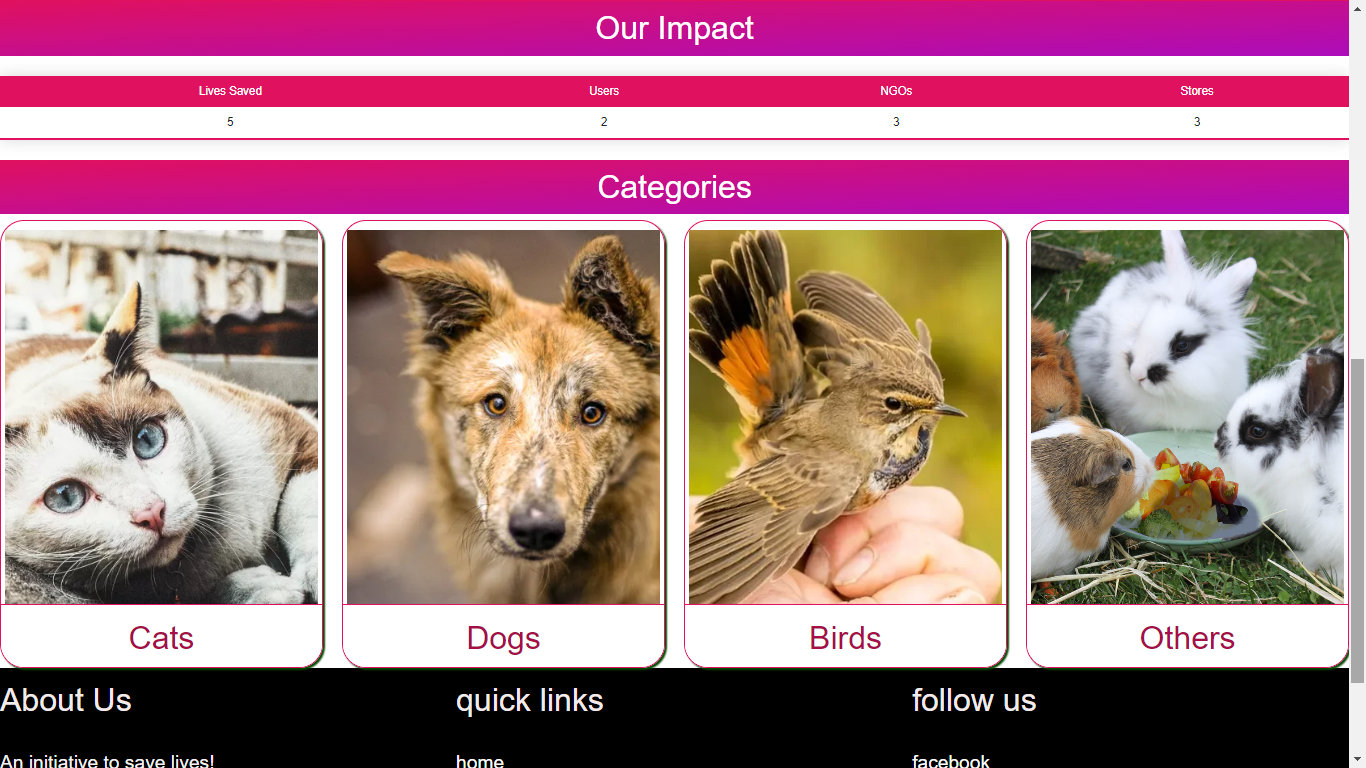 Our Impact
Lives Saved Users NGOs Stores
5 2 3 3
Categories
Cats Dogs Birds Others
About Us quick links follow us
An initiative to save lives! home facebook